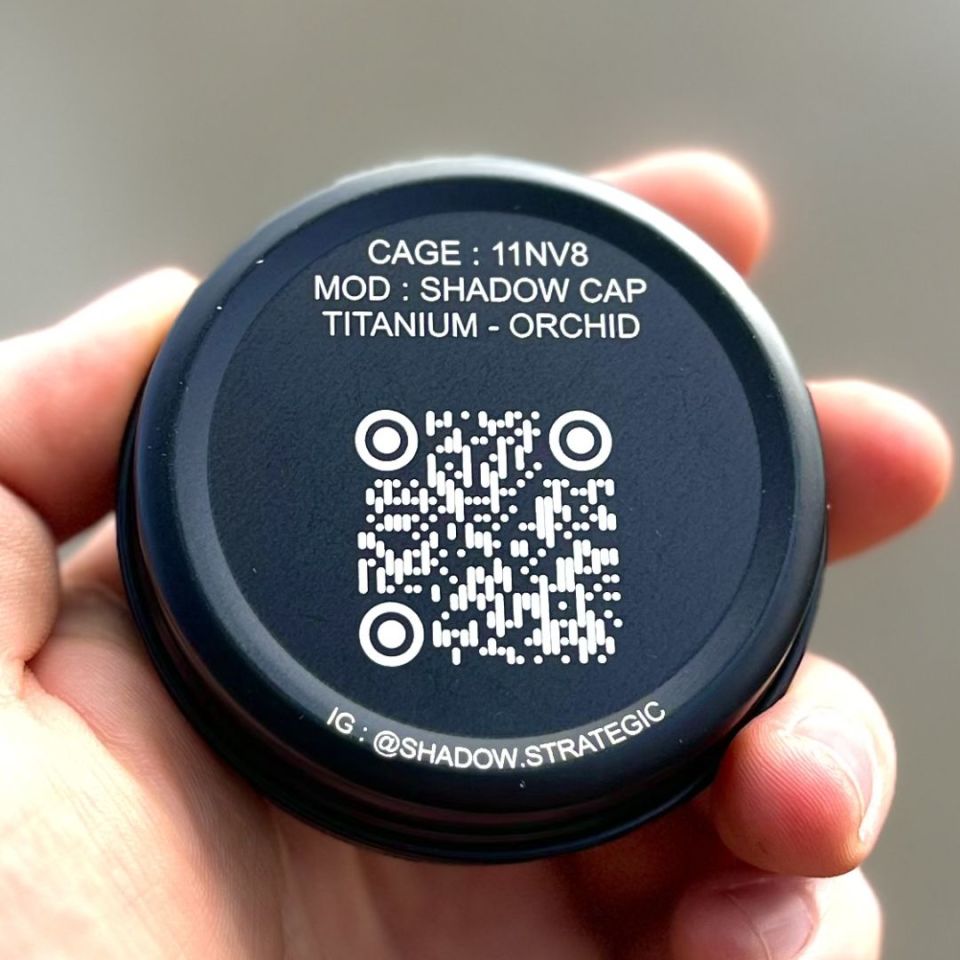 CAGE : 11NV8
MOD : SHADOW CAP
TITANIUM - ORCHID
IG : @SHADOW.STRATEGIC